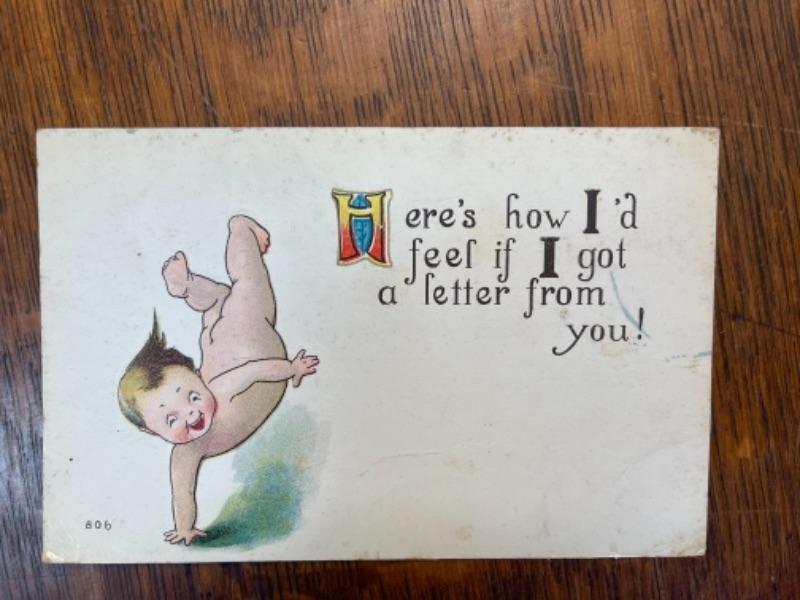 Here's how I'd
feel if I got
a letter from
you!
806